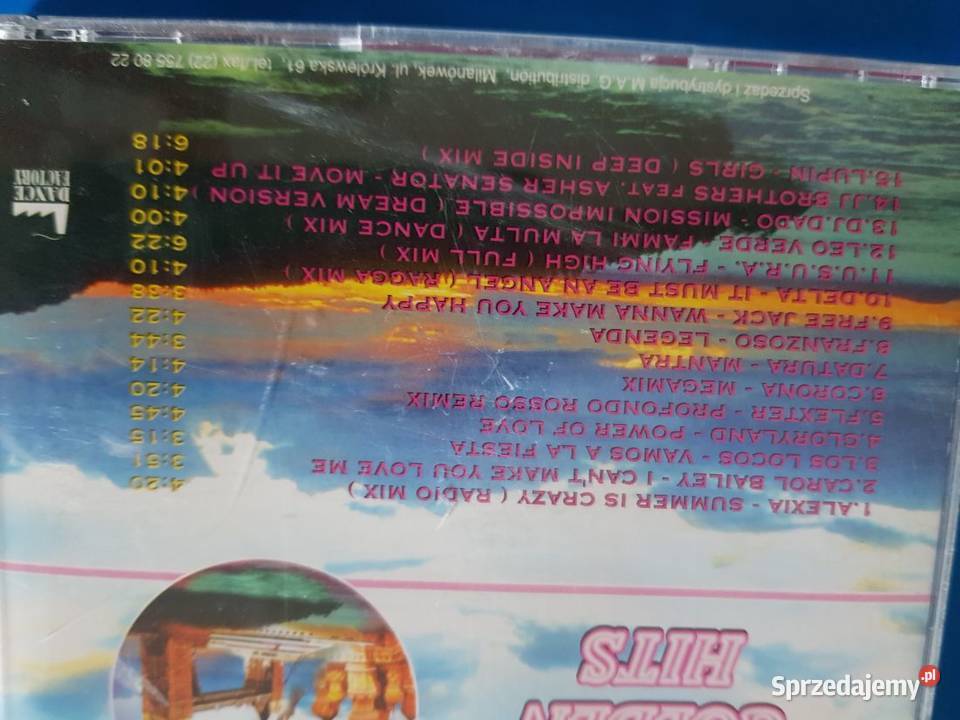 HITS
1.ALEXIA - SUMMER IS CRAZY ( RADIO MIX ) 4:20
2.CAROL BAILEY - I CAN'T MAKE YOU LOVE ME 3:51
3.LOS LOCOS - VAMOS A LA FIESTA 3:15
4.GLORYLAND - POWER OF LOVE 4:45
5.FLEXTER - PROFONDO ROSSO REMIX 4:20
6.CORONA - MEGAMIX 4:14
7.DATURA - MANTRA 3:44
8.FRANZOSO - LEGENDA 4:22
9.FREE JACK - WANNA MAKE YOU HAPPY 3:38
10.DELTA - IT MUST BE AN ANGEL ( RAGGA MIX ) 4:10
11.U.S.U.R.A. - FLYING HIGH ( FULL MIX ) 6:22
12.LEO VERDE - FAMMI LA MULTA ( DANCE MIX ) 4:00
13.DJ.DADO - MISSION IMPOSSIBLE ( DREAM VERSION ) 4:10
14.JJ BROTHERS FEAT. ASHER SENATOR - MOVE IT UP 4:01
15.LUPIN - GIRLS ( DEEP INSIDE MIX ) 6:18
DANCE
FACTORY
Sprzedaż i dystrybucja M.A.G. distribution, Milanówek, ul. Królewska 61, tel./fax (22) 755 80 22
Sprzedajemy.pl